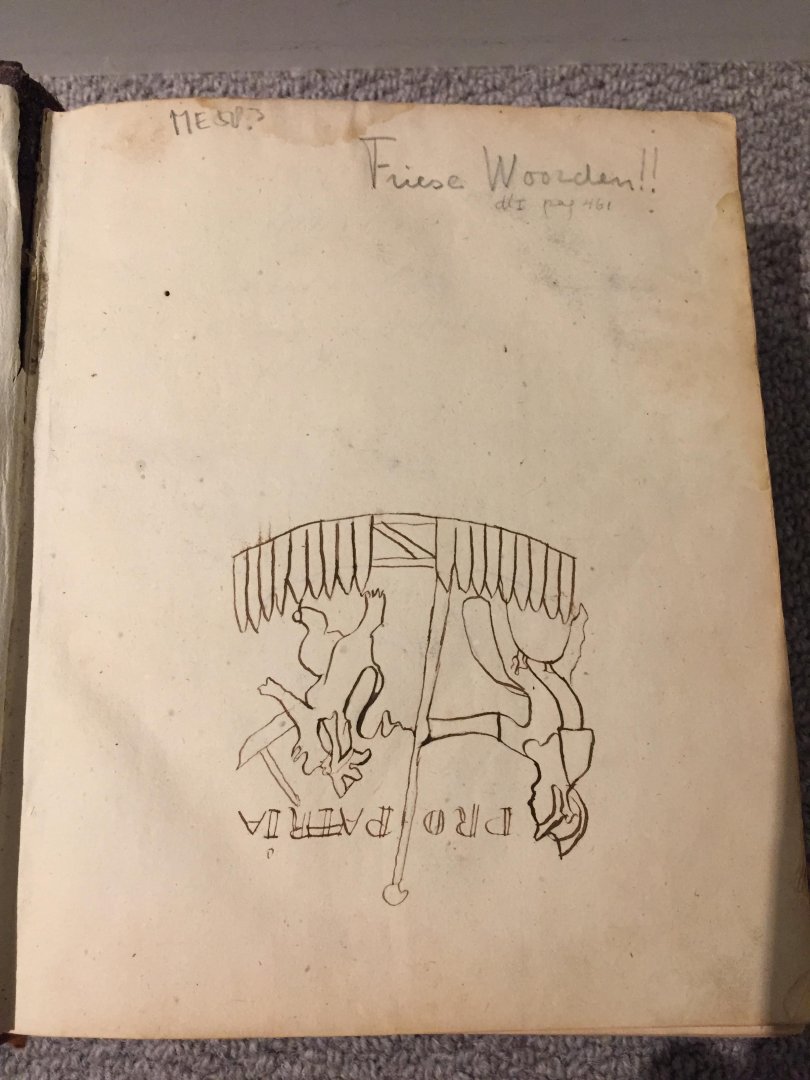 Friese Woorden!!
dl I pag 461
PRO PATRIA